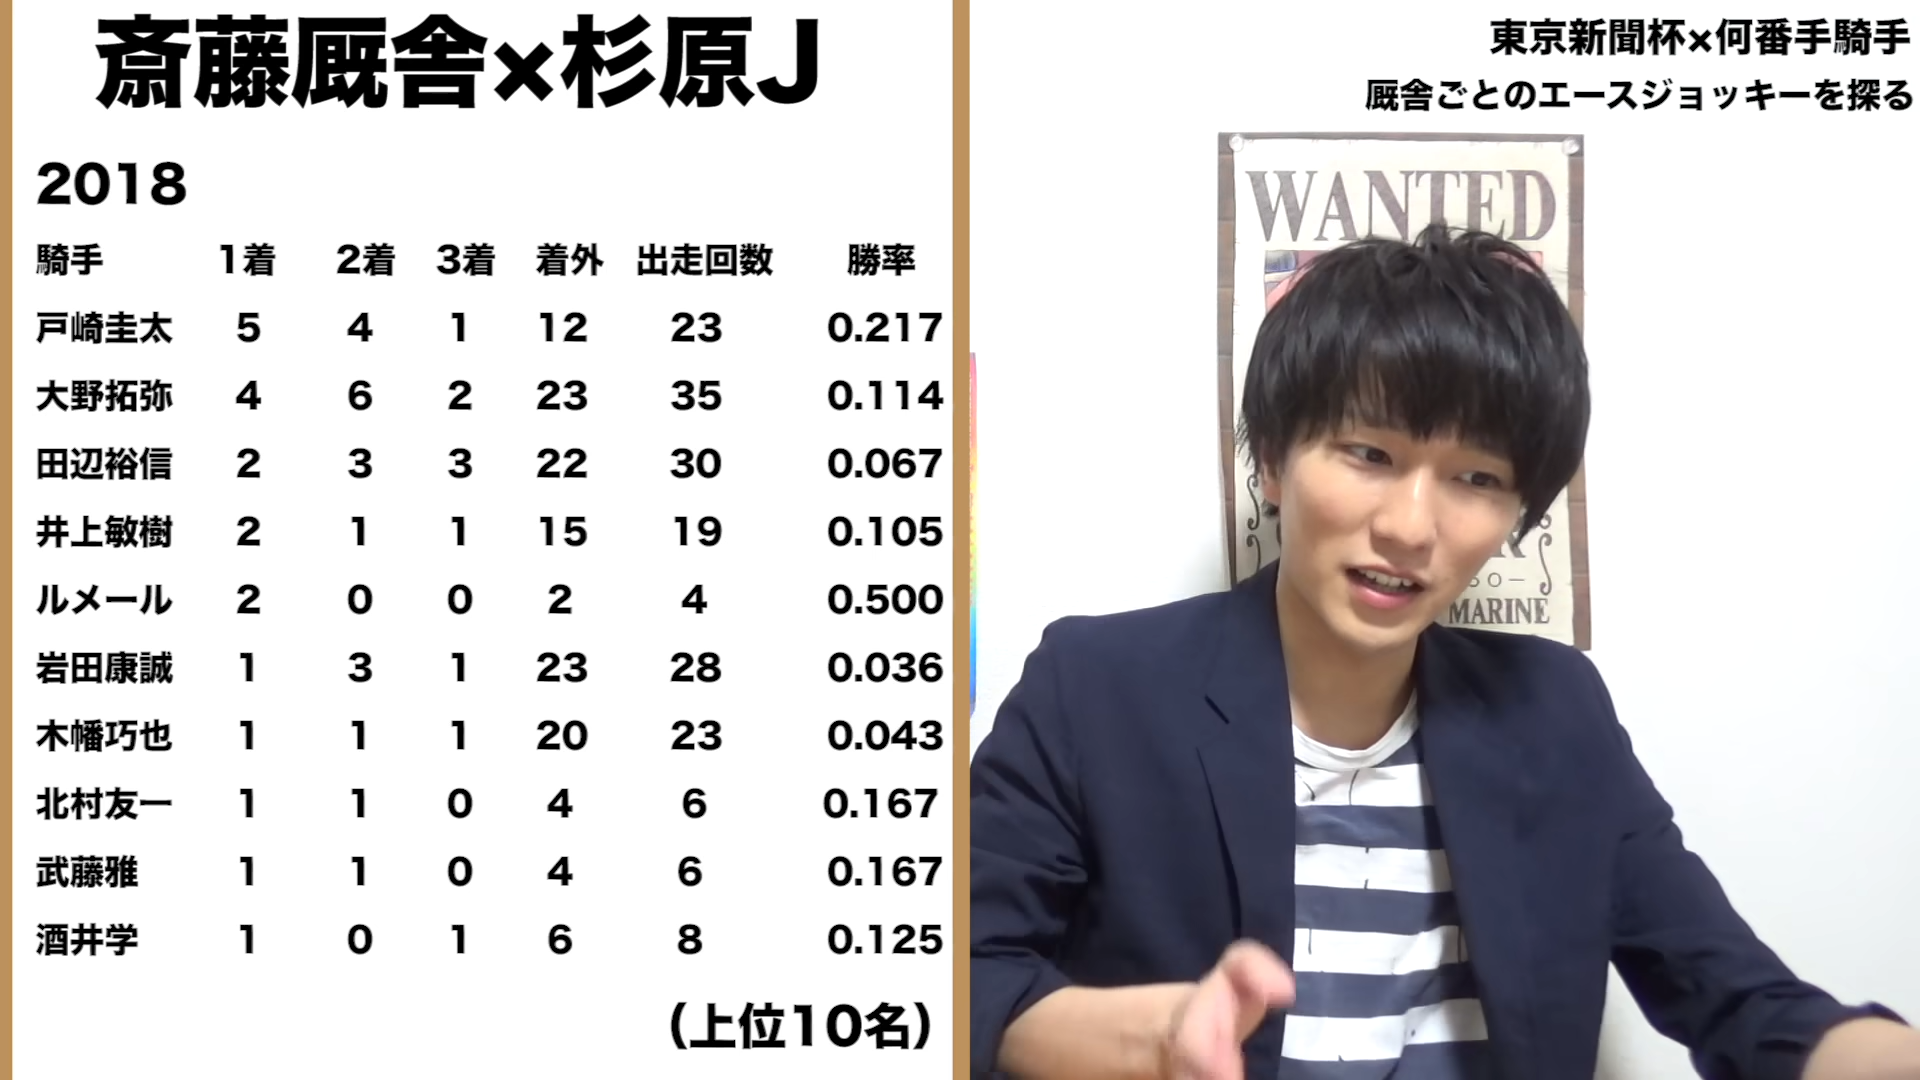 斎藤厩舎×杉原J
2018
騎手 1着 2着 3着 着外 出走回数 勝率
戸崎圭太 5 4 1 12 23 0.217
大野拓弥 4 6 2 23 35 0.114
田辺裕信 2 3 3 22 30 0.067
井上敏樹 2 1 1 15 19 0.105
ルメール 2 0 0 2 4 0.500
岩田康誠 1 3 1 23 28 0.036
木幡巧也 1 1 1 20 23 0.043
北村友一 1 1 0 4 6 0.167
武藤雅 1 1 0 4 6 0.167
酒井学 1 0 1 6 8 0.125
（上位10名）
東京新聞杯×何番手騎手
厩舎ごとのエースジョッキーを探る
WANTED
MARINE